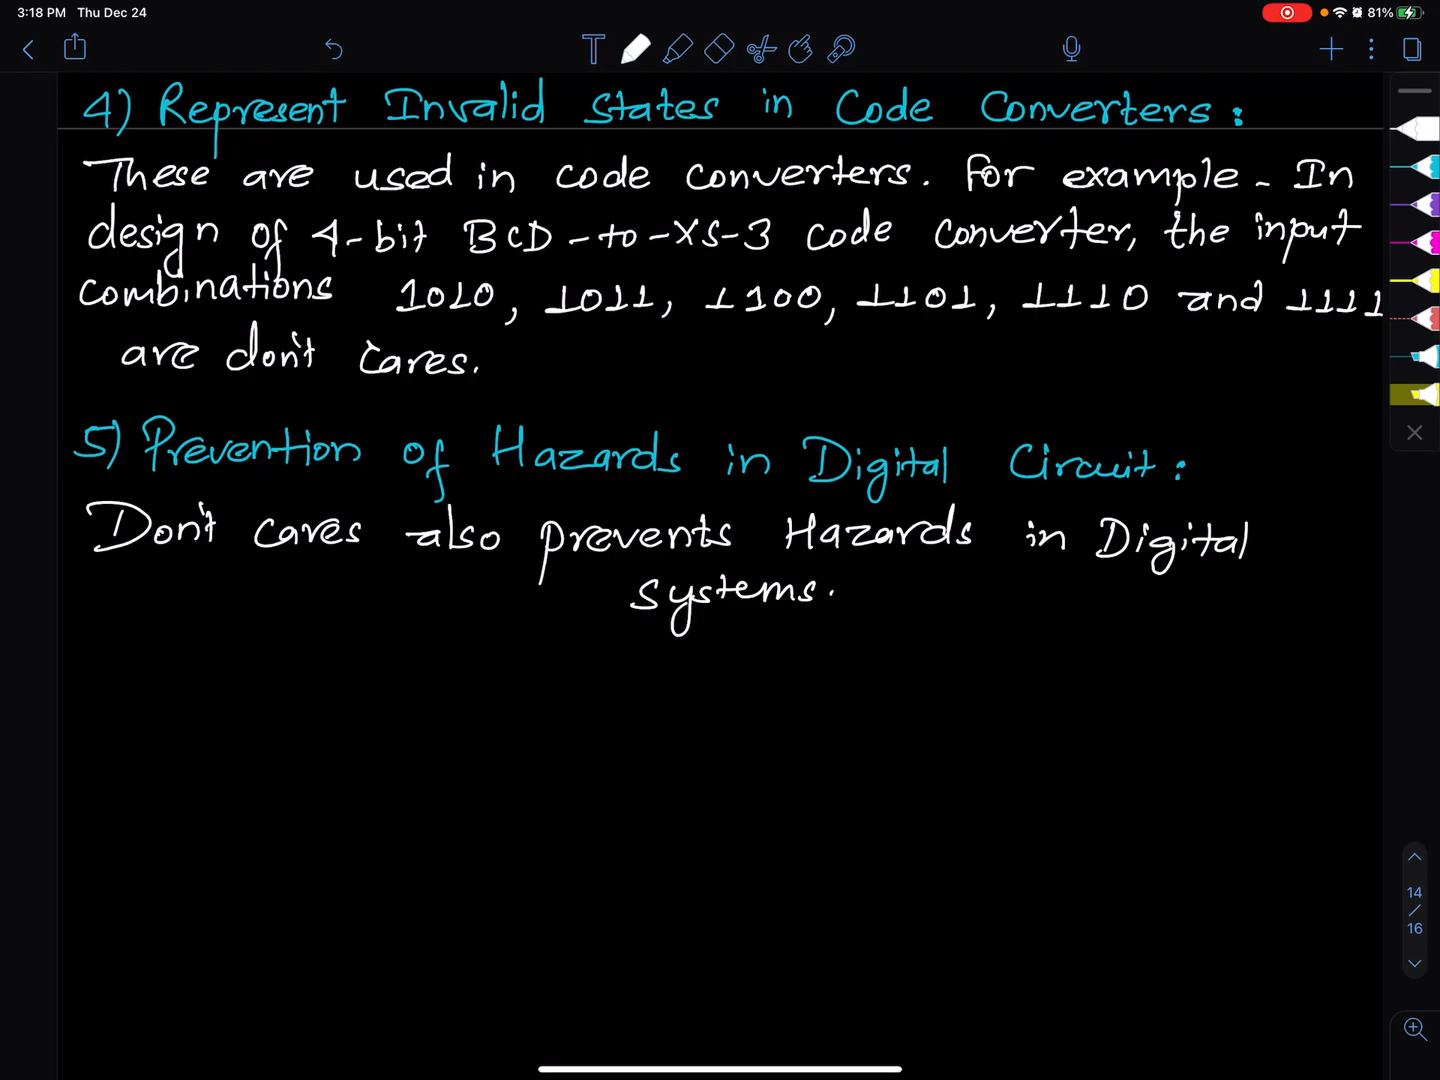 3:18 PM Thu Dec 24
81%
4) Represent Invalid States in Code Converters:
These are used in code converters. For example - In
design of 4-bit BCD-to-XS-3 code converter, the input
combinations 1010, 1011, 1100, 1101, 1110 and 1111
are don't cares.
5) Prevention of Hazards in Digital Circuit:
Don't cares also prevents Hazards in Digital
systems.
14
/
16